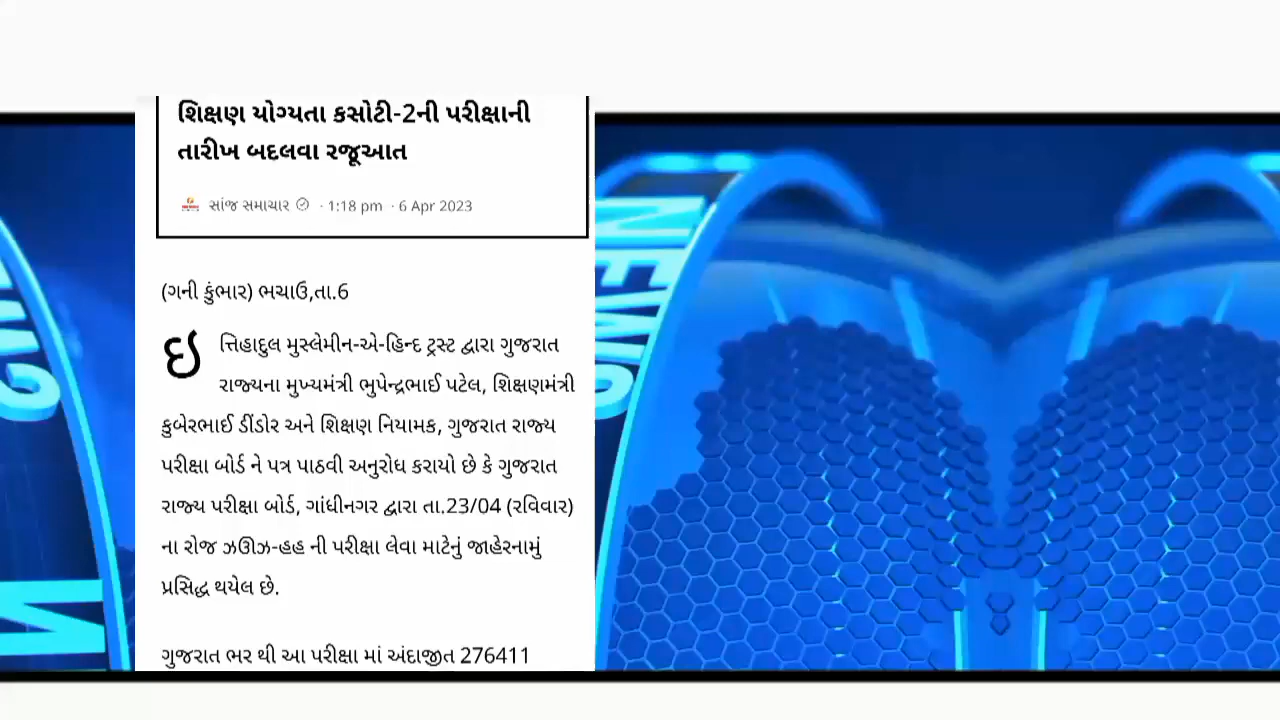 શિક્ષણ યોગ્યતા કસોટી-2ની પરીક્ષાની
તારીખ બદલવા રજૂઆત
સાંજ સમાચાર · 1:18 pm · 6 Apr 2023
(ગની કુંભાર) ભચાઉ,તા.6
ઇત્તિહાદુલ મુસ્લેમીન-એ-હિન્દ ટ્રસ્ટ દ્વારા ગુજરાત
રાજ્યના મુખ્યમંત્રી ભુપેન્દ્રભાઈ પટેલ, શિક્ષણમંત્રી
કુબેરભાઈ ડીંડોર અને શિક્ષણ નિયામક, ગુજરાત રાજ્ય
પરીક્ષા બોર્ડ ને પત્ર પાઠવી અનુરોધ કરાયો છે કે ગુજરાત
રાજ્ય પરીક્ષા બોર્ડ, ગાંધીનગર દ્વારા તા.23/04 (રવિવાર)
ના રોજ ઝઊઝ-હહ ની પરીક્ષા લેવા માટેનું જાહેરનામું
પ્રસિદ્ધ થયેલ છે.
ગુજરાત ભર થી આ પરીક્ષા માં અંદાજીત 276411
NEWS